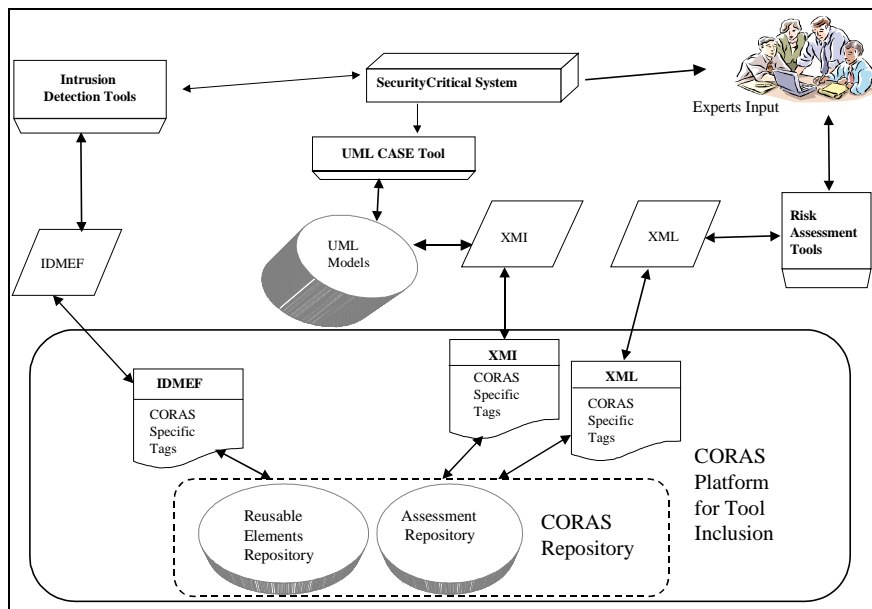 Intrusion
Detection Tools
SecurityCritical System
Experts Input
UML CASE Tool
IDMEF
UML
Models
XMI
XML
Risk
Assessment
Tools
IDMEF
CORAS
Specific
Tags
XMI
CORAS
Specific
Tags
XML
CORAS
Specific
Tags
CORAS
Platform
for Tool
Inclusion
Reusable
Elements
Repository
Assessment
Repository
CORAS
Repository